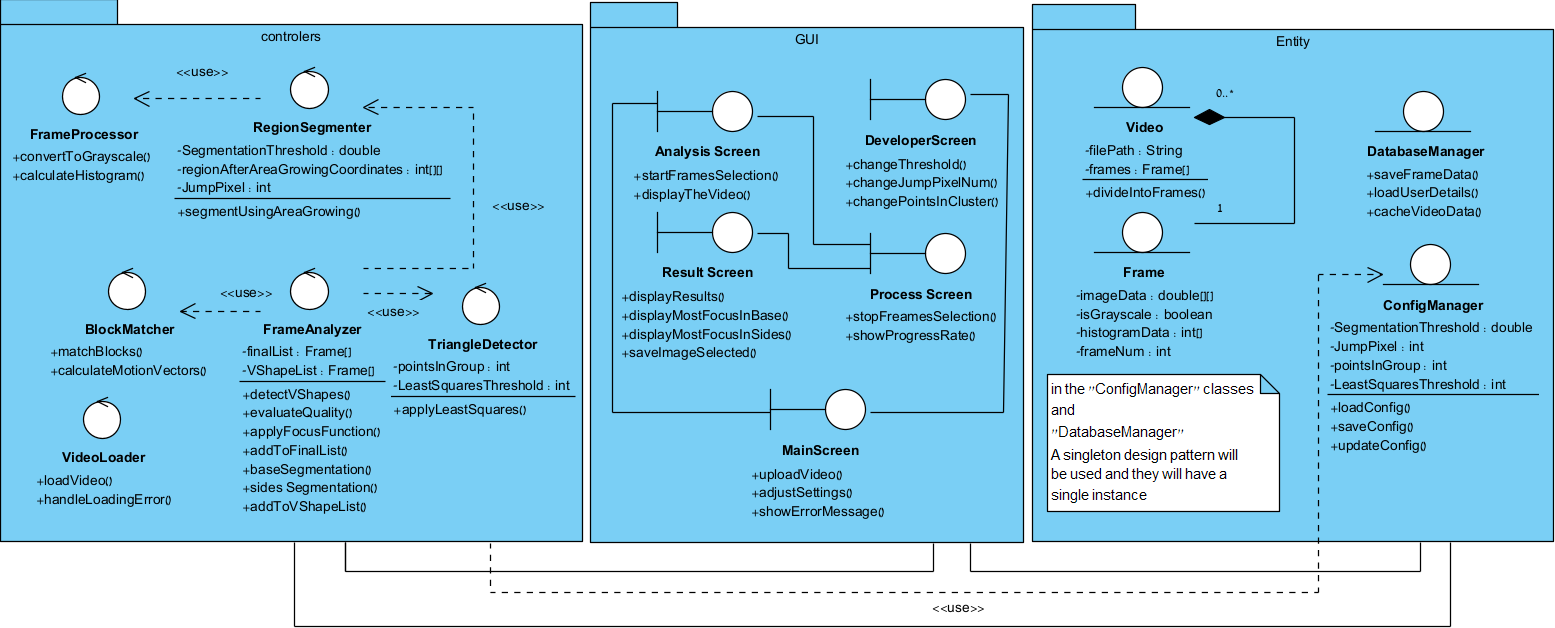 controlers
<<use>>
FrameProcessor
+convertToGrayscale()
+calculateHistogram()
RegionSegmenter
-SegmentationThreshold : double
-regionAfterAreaGrowingCoordinates : int[][]
-JumpPixel : int
+segmentUsingAreaGrowing()
<<use>>
<<use>>
<<use>>
BlockMatcher
+matchBlocks()
+calculateMotionVectors()
FrameAnalyzer
-finalList : Frame[]
-VShapeList : Frame[]
+detectVShapes()
+evaluateQuality()
+applyFocusFunction()
+addToFinalList()
+baseSegmentation()
+sides Segmentation()
+addToVShapeList()
TriangleDetector
-pointsInGroup : int
-LeastSquaresThreshold : int
+applyLeastSquares()
VideoLoader
+loadVideo()
+handleLoadingError()
GUI
Analysis Screen
+startFramesSelection()
+displayTheVideo()
DeveloperScreen
+changeThreshold()
+changeJumpPixelNum()
+changePointsInCluster()
Result Screen
+displayResults()
+displayMostFocusInBase()
+displayMostFocusInSides()
+saveImageSelected()
Process Screen
+stopFreamesSelection()
+showProgressRate()
MainScreen
+uploadVideo()
+adjustSettings()
+showErrorMessage()
Entity
0..*
Video
-filePath : String
-frames : Frame[]
+divideIntoFrames()
1
DatabaseManager
+saveFrameData()
+loadUserDetails()
+cacheVideoData()
Frame
-imageData : double[][]
-isGrayscale : boolean
-histogramData : int[]
-frameNum : int
ConfigManager
-SegmentationThreshold : double
-JumpPixel : int
-pointsInGroup : int
-LeastSquaresThreshold : int
+loadConfig()
+saveConfig()
+updateConfig()
in the "ConfigManager" classes
and
"DatabaseManager"
A singleton design pattern will
be used and they will have a
single instance
<<use>>